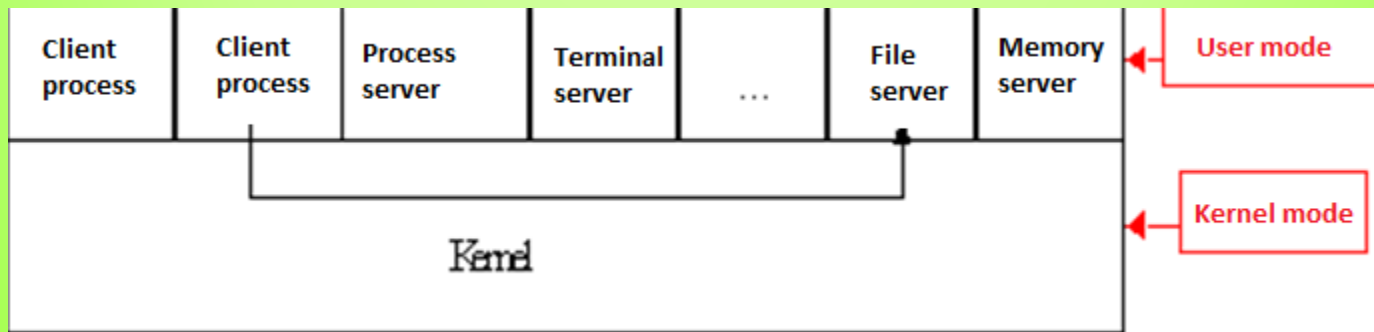 Client
process
Client
process
Process
server
Terminal
server
...
File
server
Memory
server
User mode
Kernel mode
Kernel